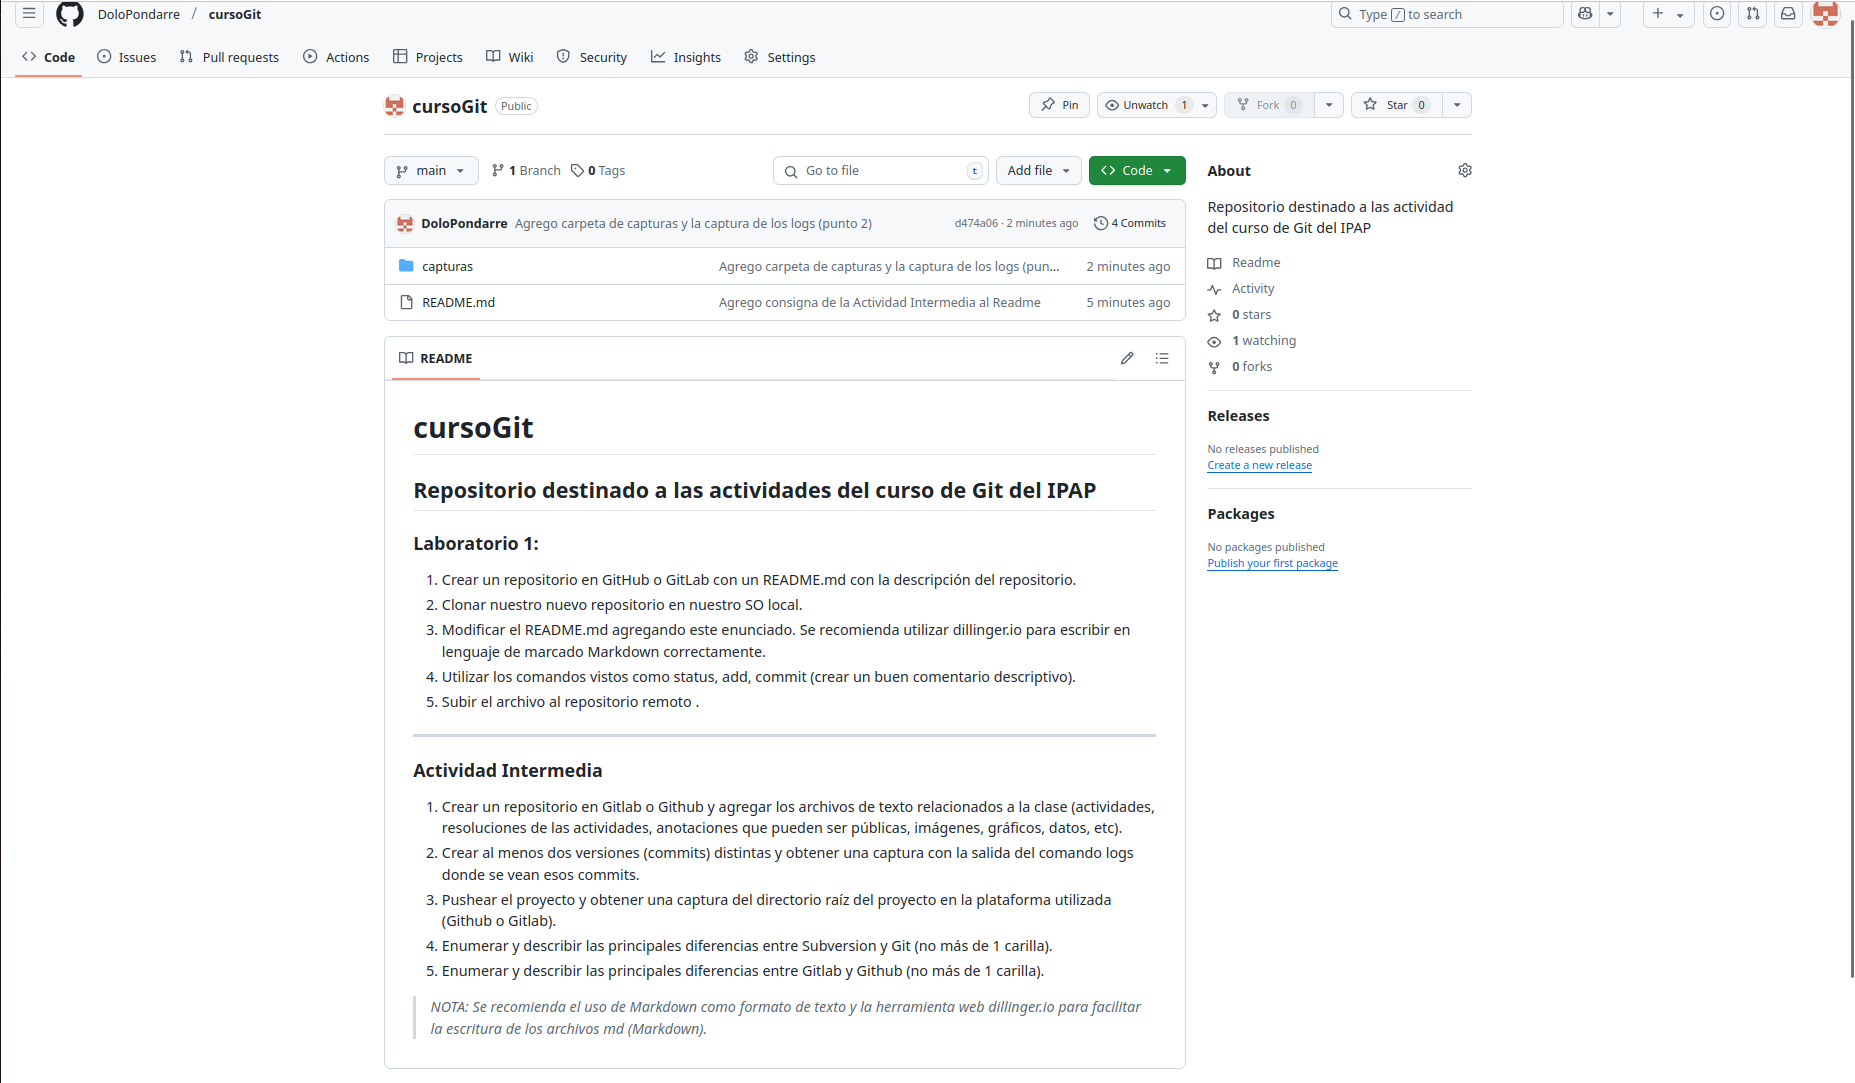 DoloPondarre / cursoGit
Type / to search
Code
Issues
Pull requests
Actions
Projects
Wiki
Security
Insights
Settings
cursoGit Public
Pin
Unwatch 1
Fork 0
Star 0
main
1 Branch
0 Tags
Go to file t
Add file
Code
DoloPondarre Agrego carpeta de capturas y la captura de los logs (punto 2) d474a06 · 2 minutes ago 4 Commits
capturas Agrego carpeta de capturas y la captura de los logs (pun... 2 minutes ago
README.md Agrego consigna de la Actividad Intermedia al Readme 5 minutes ago
README
cursoGit
Repositorio destinado a las actividades del curso de Git del IPAP
Laboratorio 1:
1. Crear un repositorio en GitHub o GitLab con un README.md con la descripción del repositorio.
2. Clonar nuestro nuevo repositorio en nuestro SO local.
3. Modificar el README.md agregando este enunciado. Se recomienda utilizar dillinger.io para escribir en
lenguaje de marcado Markdown correctamente.
4. Utilizar los comandos vistos como status, add, commit (crear un buen comentario descriptivo).
5. Subir el archivo al repositorio remoto .
Actividad Intermedia
1. Crear un repositorio en Gitlab o Github y agregar los archivos de texto relacionados a la clase (actividades,
resoluciones de las actividades, anotaciones que pueden ser públicas, imágenes, gráficos, datos, etc).
2. Crear al menos dos versiones (commits) distintas y obtener una captura con la salida del comando logs
donde se vean esos commits.
3. Pushear el proyecto y obtener una captura del directorio raíz del proyecto en la plataforma utilizada
(Github o Gitlab).
4. Enumerar y describir las principales diferencias entre Subversion y Git (no más de 1 carilla).
5. Enumerar y describir las principales diferencias entre Gitlab y Github (no más de 1 carilla).
NOTA: Se recomienda el uso de Markdown como formato de texto y la herramienta web dillinger.io para facilitar
la escritura de los archivos md (Markdown).
About
Repositorio destinado a las actividad
del curso de Git del IPAP
Readme
Activity
0 stars
1 watching
0 forks
Releases
No releases published
Create a new release
Packages
No packages published
Publish your first package